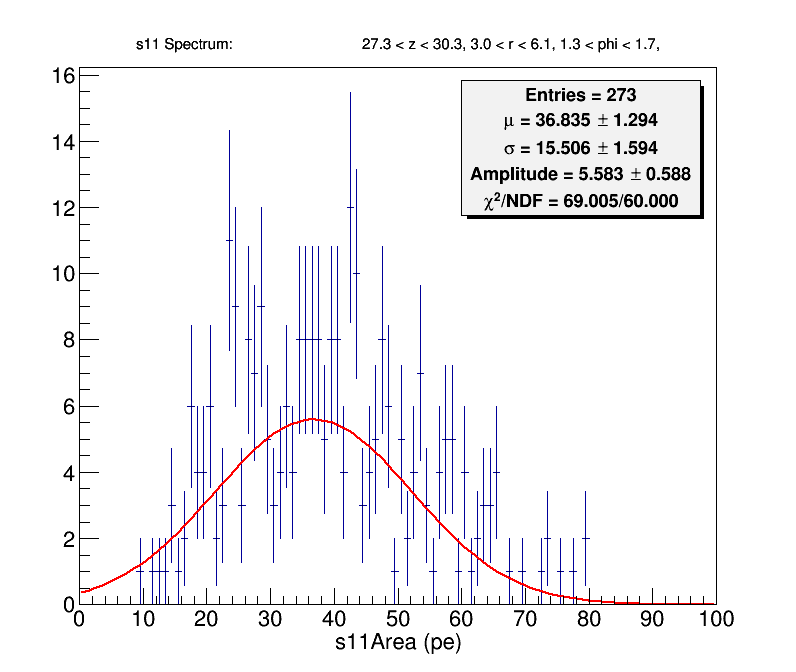 s11 Spectrum: 27.3 < z < 30.3, 3.0 < r < 6.1, 1.3 < phi < 1.7,
Entries = 273
μ = 36.835 ± 1.294
σ = 15.506 ± 1.594
Amplitude = 5.583 ± 0.588
χ²/NDF = 69.005/60.000
16
14
12
10
8
6
4
2
0
0 10 20 30 40 50 60 70 80 90 100
s11Area (pe)